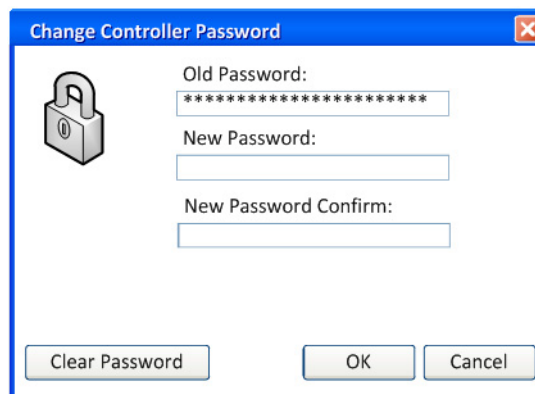 Change Controller Password
Old Password:
***********************
New Password:
New Password Confirm:
Clear Password
OK
Cancel